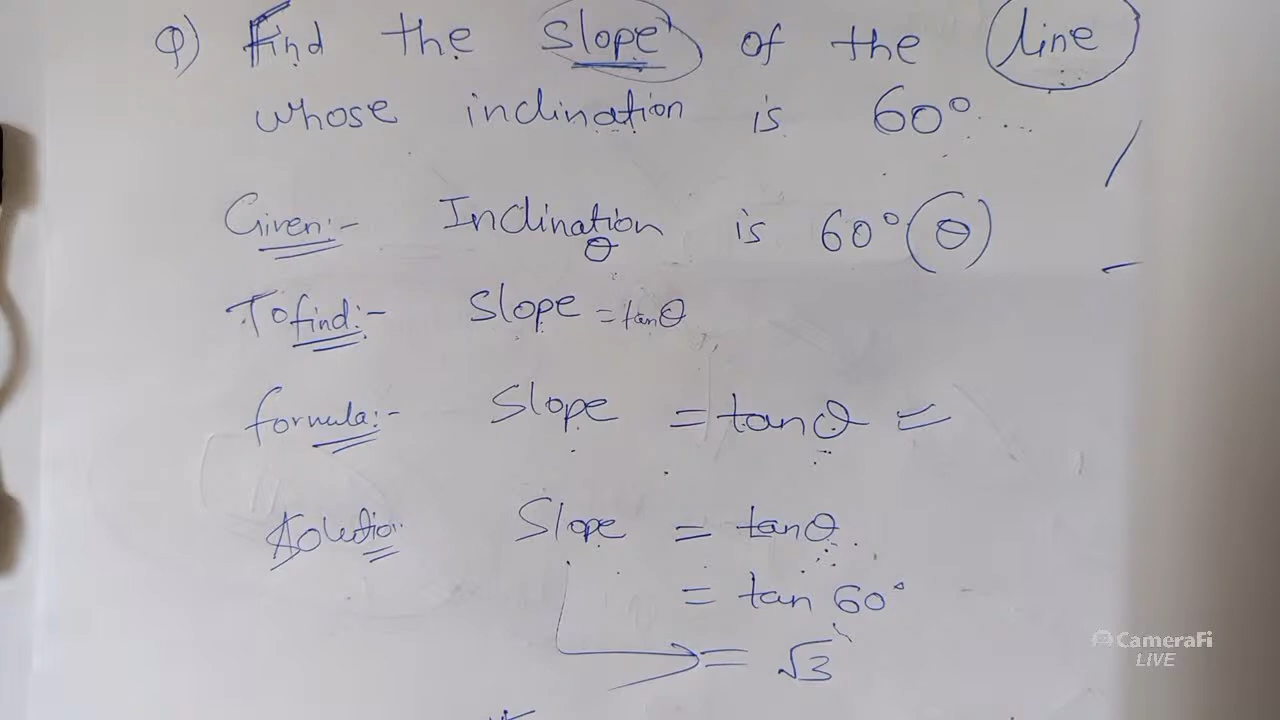 Q) Find the slope of the line
whose inclination is 60°
Given:- Inclination is 60° (θ)
θ
To find:- Slope = tanθ
formula:- Slope = tanθ =
Solution Slope = tanθ
= tan 60°
= √3
CameraFi
LIVE